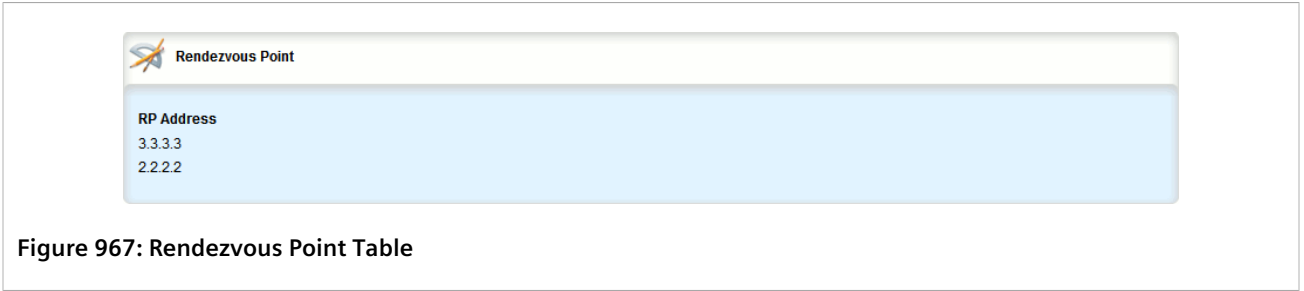 Rendezvous Point
RP Address
3.3.3.3
2.2.2.2
Figure 967: Rendezvous Point Table